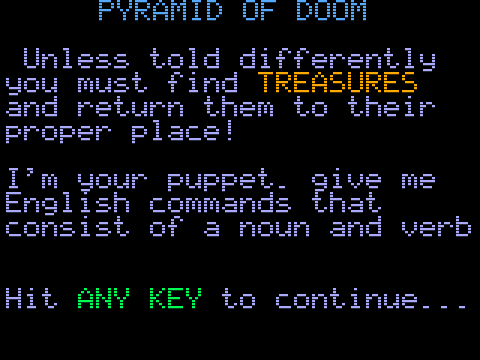 PYRAMID OF DOOM
Unless told differently
you must find TREASURES
and return them to their
proper place!
I'm your puppet. give me
English commands that
consist of a noun and verb
Hit ANY KEY to continue...